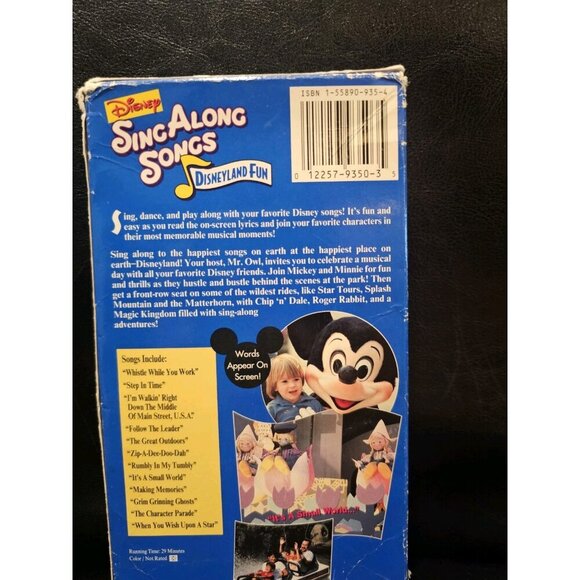 ISBN 1-55890-935-4
DISNEY
SING ALONG
SONGS
DISNEYLAND FUN
0 12257-9350-3 5
Sing, dance, and play along with your favorite Disney songs! It's fun and
easy as you read the on-screen lyrics and join your favorite characters in
their most memorable musical moments!
Sing along to the happiest songs on earth at the happiest place on
earth–Disneyland! Your host, Mr. Owl, invites you to celebrate a musical
day with all your favorite Disney friends. Join Mickey and Minnie for fun
and thrills as they hustle and bustle behind the scenes at the park! Then
get a front-row seat on some of the wildest rides, like Star Tours, Splash
Mountain and the Matterhorn, with Chip 'n' Dale, Roger Rabbit, and a
Magic Kingdom filled with sing-along
adventures!
Words
Appear On
Screen!
Songs Include:
"Whistle While You Work"
"Step In Time"
"I'm Walkin' Right
Down The Middle
Of Main Street, U.S.A."
"Follow The Leader"
"The Great Outdoors"
"Zip-A-Dee-Doo-Dah"
"Rumbly In My Tumbly"
"It's A Small World"
"Making Memories"
"Grim Grinning Ghosts"
"The Character Parade"
"When You Wish Upon A Star"
"It's A Small World..."
Running Time: 29 Minutes
Color / Not Rated